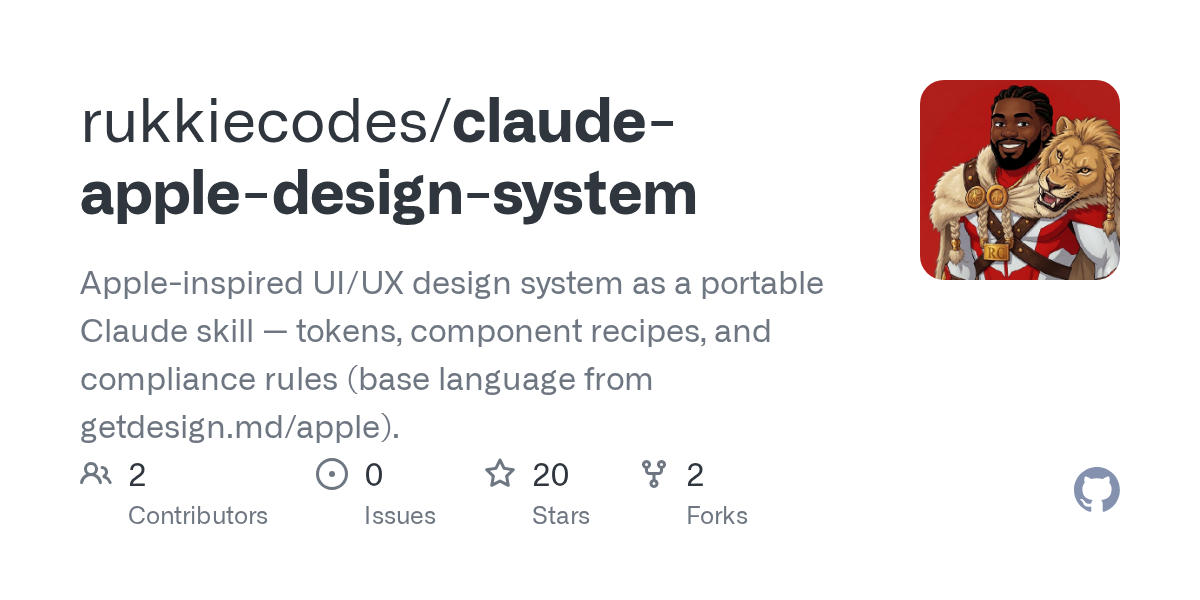 rukkiecodes/claude-
apple-design-system
Apple-inspired UI/UX design system as a portable
Claude skill — tokens, component recipes, and
compliance rules (base language from
getdesign.md/apple).
2 0 20 2
Contributors Issues Stars Forks
RC